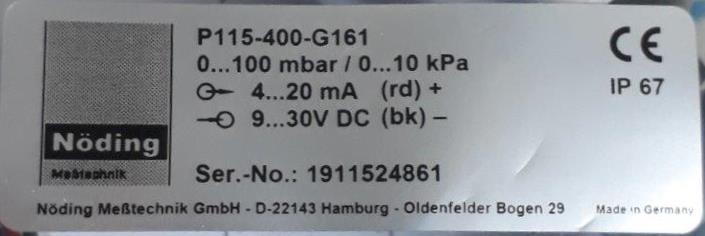 P115-400-G161
0...100 mbar / 0...10 kPa
4...20 mA (rd) +
9...30V DC (bk) –
Ser.-No.: 1911524861
CE
IP 67
Nöding
Meßtechnik
Nöding Meßtechnik GmbH - D-22143 Hamburg - Oldenfelder Bogen 29
Made in Germany